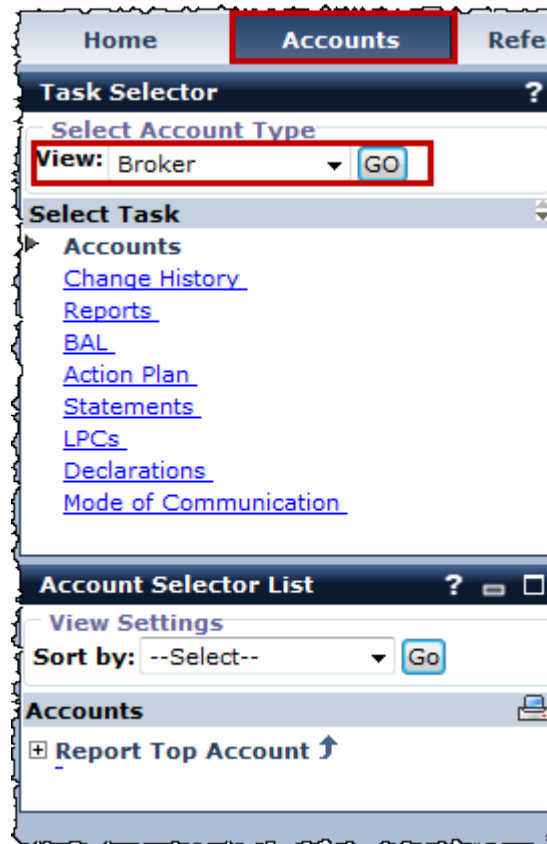 Home Accounts Refe
Task Selector ?
Select Account Type
View: Broker GO
Select Task
Accounts
Change History
Reports
BAL
Action Plan
Statements
LPCs
Declarations
Mode of Communication
Account Selector List ?
View Settings
Sort by: --Select-- Go
Accounts
Report Top Account